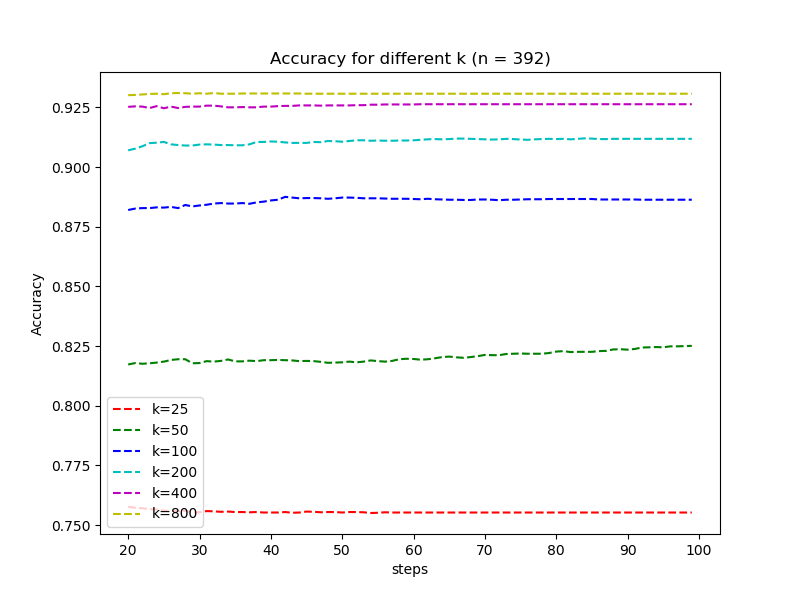 Accuracy for different k (n = 392)
Accuracy
0.925
0.900
0.875
0.850
0.825
0.800
0.775
0.750
k=25
k=50
k=100
k=200
k=400
k=800
20 30 40 50 60 70 80 90 100
steps